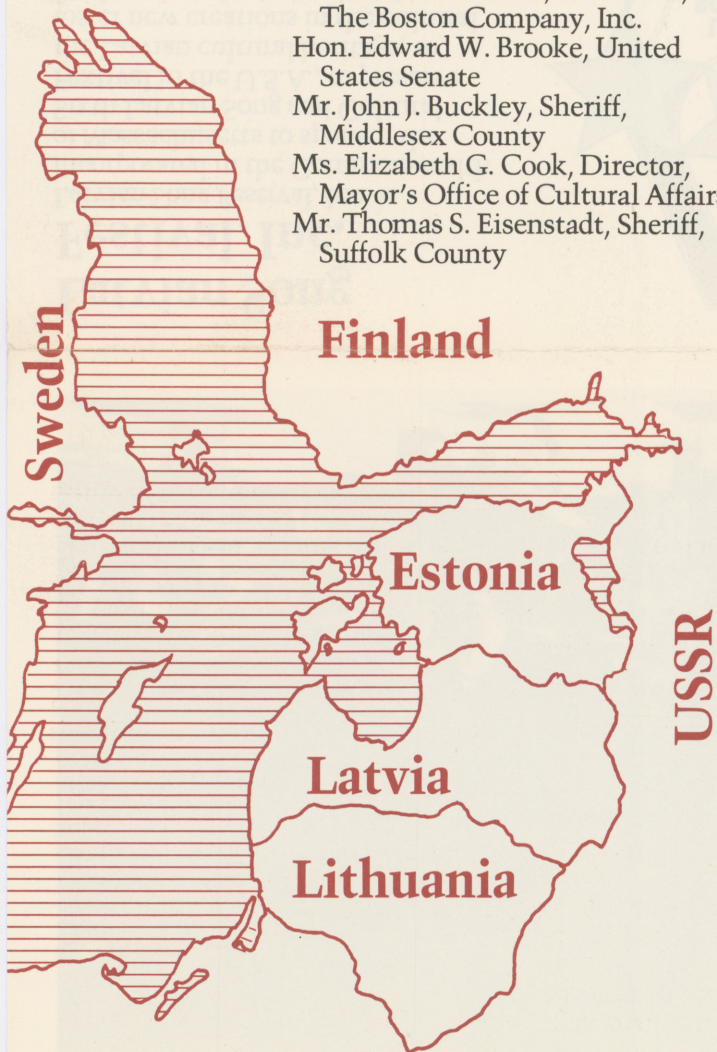 The Boston Company, Inc.
Hon. Edward W. Brooke, United
States Senate
Mr. John J. Buckley, Sheriff,
Middlesex County
Ms. Elizabeth G. Cook, Director,
Mayor's Office of Cultural Affairs
Mr. Thomas S. Eisenstadt, Sheriff,
Suffolk County
Finland
Sweden
Estonia
USSR
Latvia
Lithuania